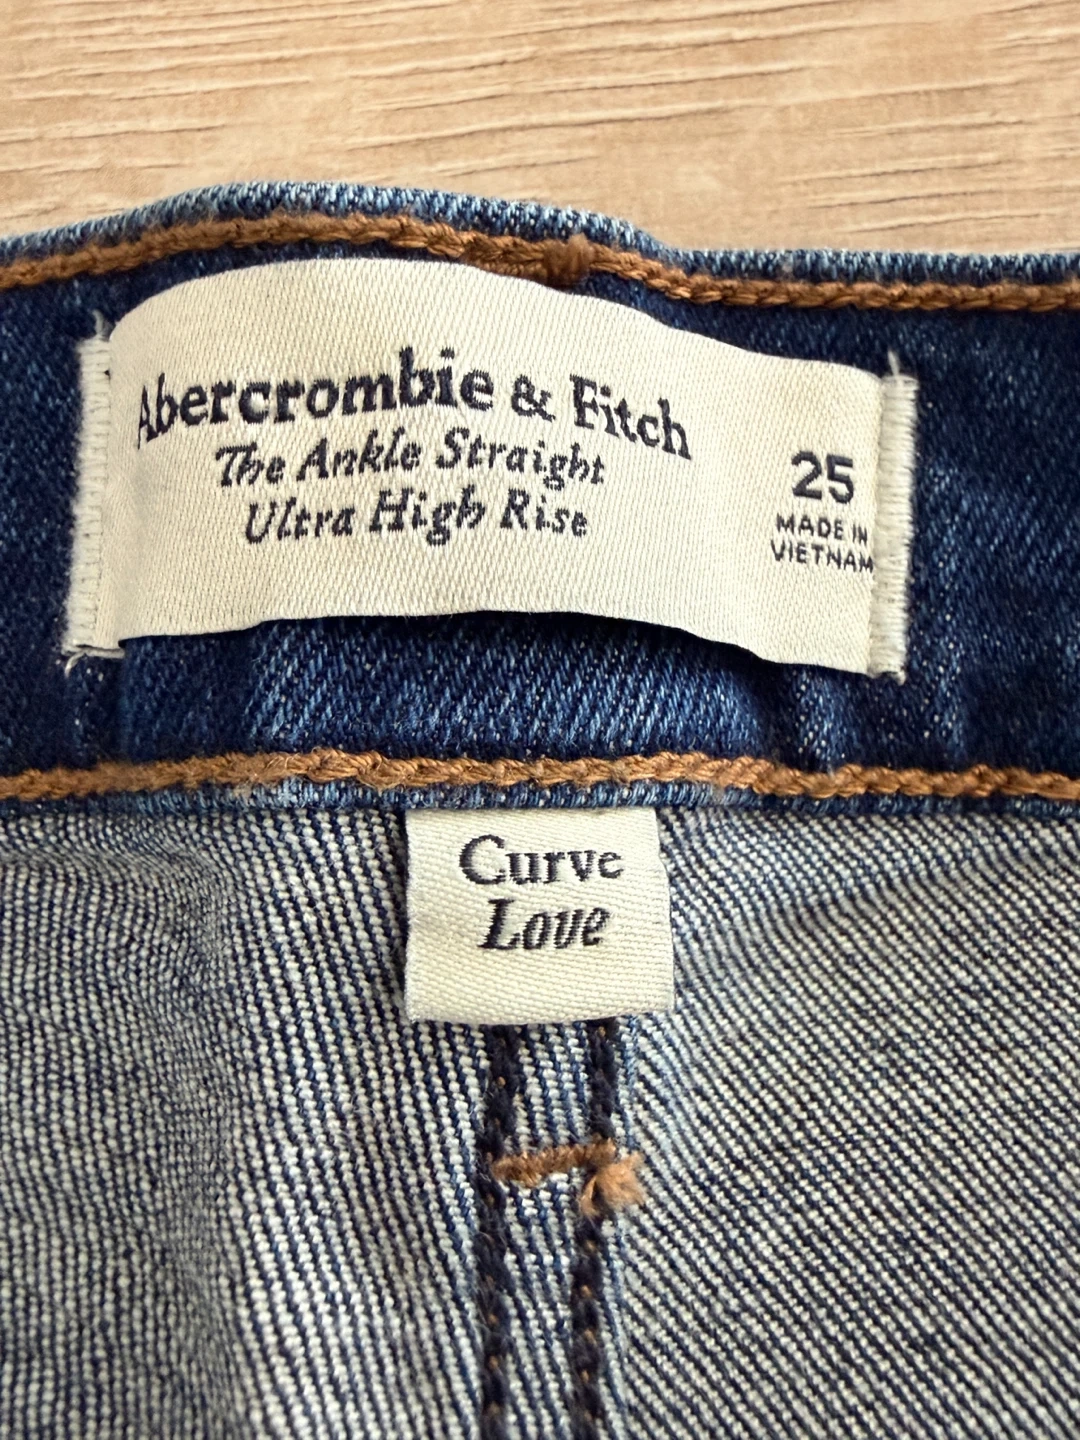 Abercrombie & Fitch
The Ankle Straight
Ultra High Rise
25
MADE IN
VIETNAM
Curve
Love